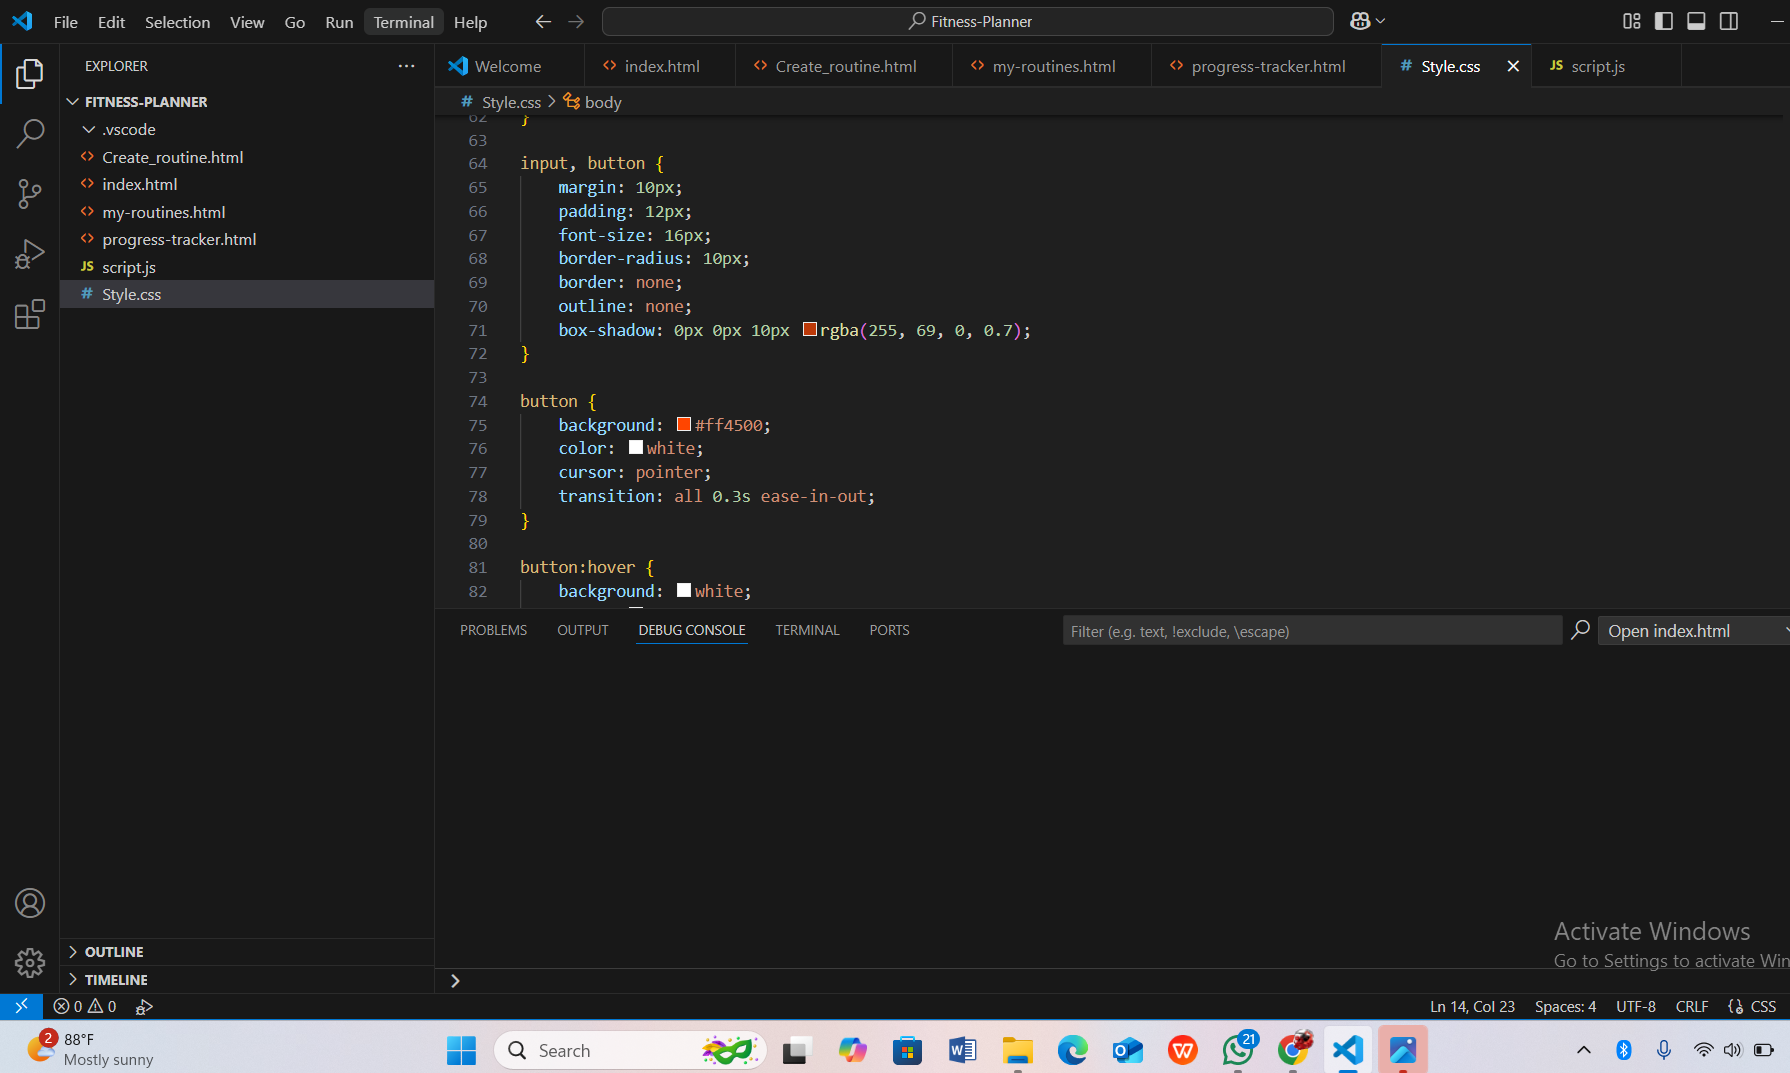 File Edit Selection View Go Run Terminal Help
Fitness-Planner
EXPLORER
Welcome
index.html
Create_routine.html
my-routines.html
progress-tracker.html
# Style.css
JS script.js
FITNESS-PLANNER
.vscode
Create_routine.html
index.html
my-routines.html
progress-tracker.html
JS script.js
# Style.css
# Style.css > body
62 }
63
64 input, button {
65 margin: 10px;
66 padding: 12px;
67 font-size: 16px;
68 border-radius: 10px;
69 border: none;
70 outline: none;
71 box-shadow: 0px 0px 10px rgba(255, 69, 0, 0.7);
72 }
73
74 button {
75 background: #ff4500;
76 color: white;
77 cursor: pointer;
78 transition: all 0.3s ease-in-out;
79 }
80
81 button:hover {
82 background: white;
PROBLEMS OUTPUT DEBUG CONSOLE TERMINAL PORTS
Filter (e.g. text, !exclude, \escape)
Open index.html
Activate Windows
Go to Settings to activate Win
OUTLINE
TIMELINE
0 0
Ln 14, Col 23 Spaces: 4 UTF-8 CRLF CSS
2
88°F
Mostly sunny
Search
21